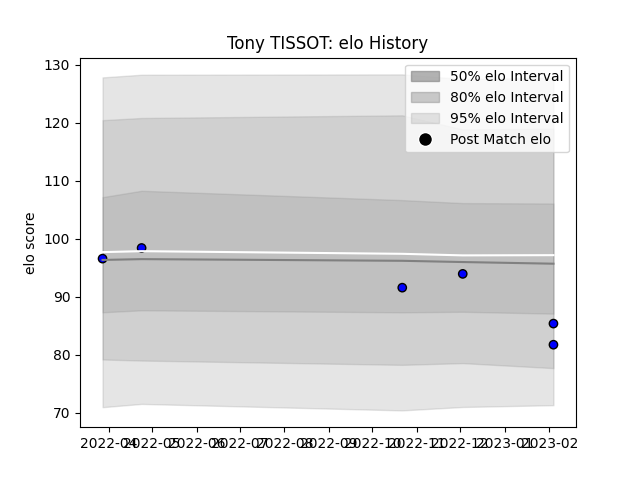 Tony TISSOT: elo History
130
120
110
100
90
80
70
elo score
50% elo Interval
80% elo Interval
95% elo Interval
Post Match elo
2022-04 2022-05 2022-06 2022-07 2022-08 2022-09 2022-10 2022-11 2022-12 2023-01 2023-02